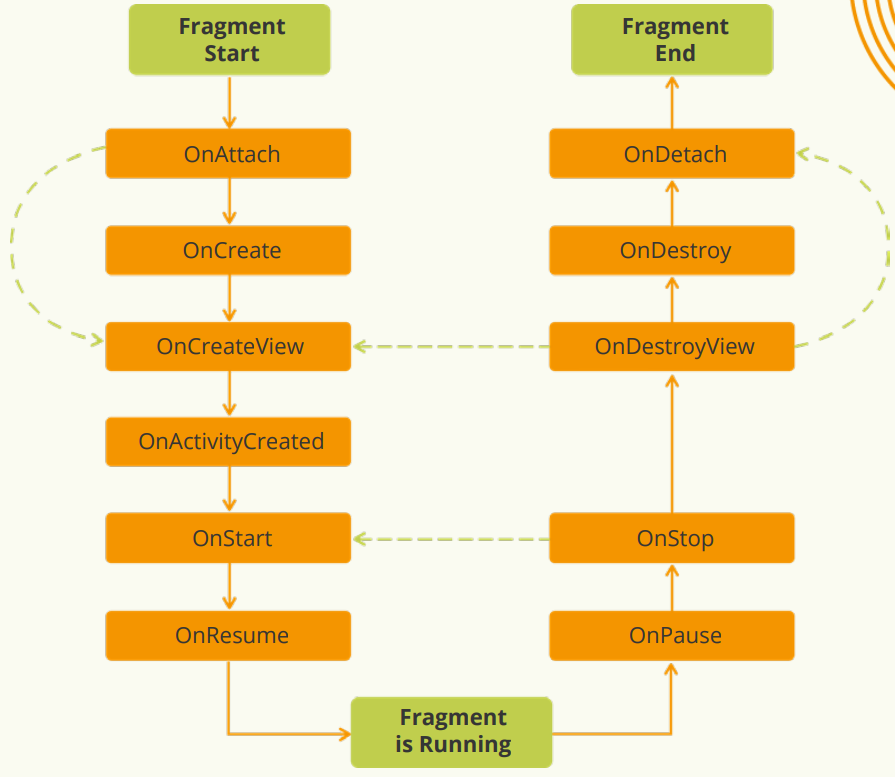 Fragment
Start
OnAttach
OnCreate
OnCreateView
OnActivityCreated
OnStart
OnResume
Fragment
is Running
OnPause
OnStop
OnDestroyView
OnDestroy
OnDetach
Fragment
End